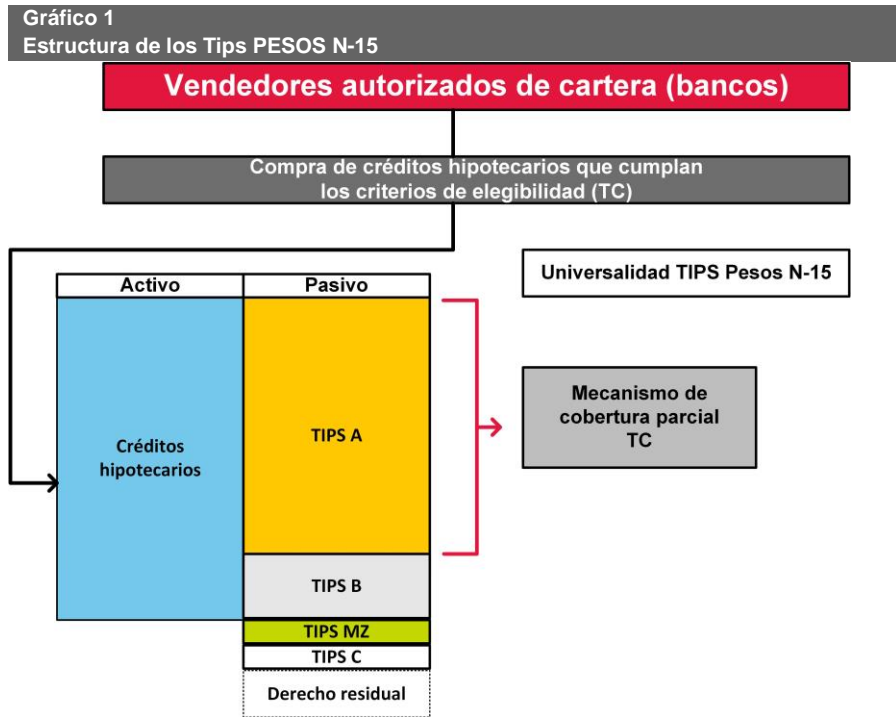 Gráfico 1
Estructura de los Tips PESOS N-15
Vendedores autorizados de cartera (bancos)
Compra de créditos hipotecarios que cumplan
los criterios de elegibilidad (TC)
Universalidad TIPS Pesos N-15
Activo
Pasivo
Créditos
hipotecarios
TIPS A
Mecanismo de
cobertura parcial
TC
TIPS B
TIPS MZ
TIPS C
Derecho residual